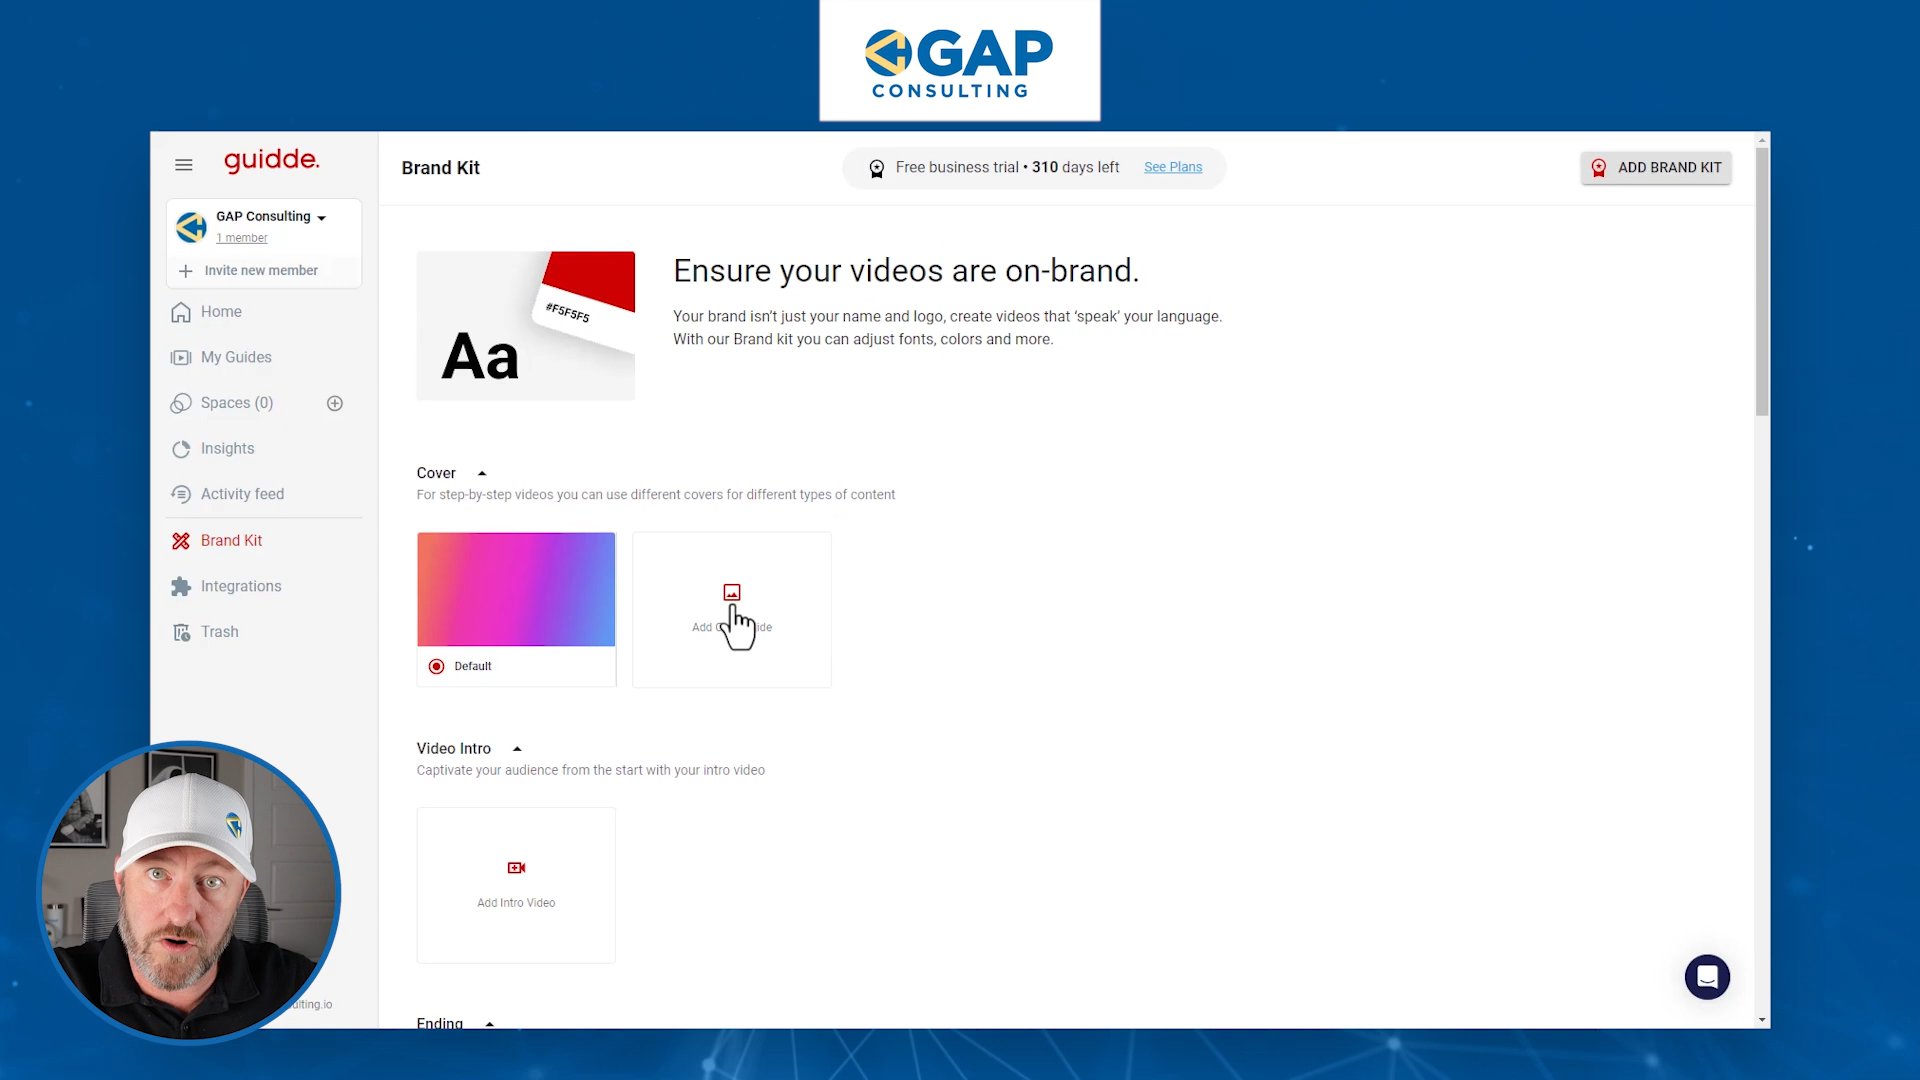 GAP
CONSULTING
guidde.
Brand Kit
Free business trial • 310 days left See Plans
ADD BRAND KIT
GAP Consulting
1 member
Invite new member
Home
My Guides
Spaces (0)
Insights
Activity feed
Brand Kit
Integrations
Trash
#F5F5F5
Aa
Ensure your videos are on-brand.
Your brand isn't just your name and logo, create videos that ‘speak’ your language.
With our Brand kit you can adjust fonts, colors and more.
Cover
For step-by-step videos you can use different covers for different types of content
Default
Add
Video Intro
Captivate your audience from the start with your intro video
Add Intro Video
Ending